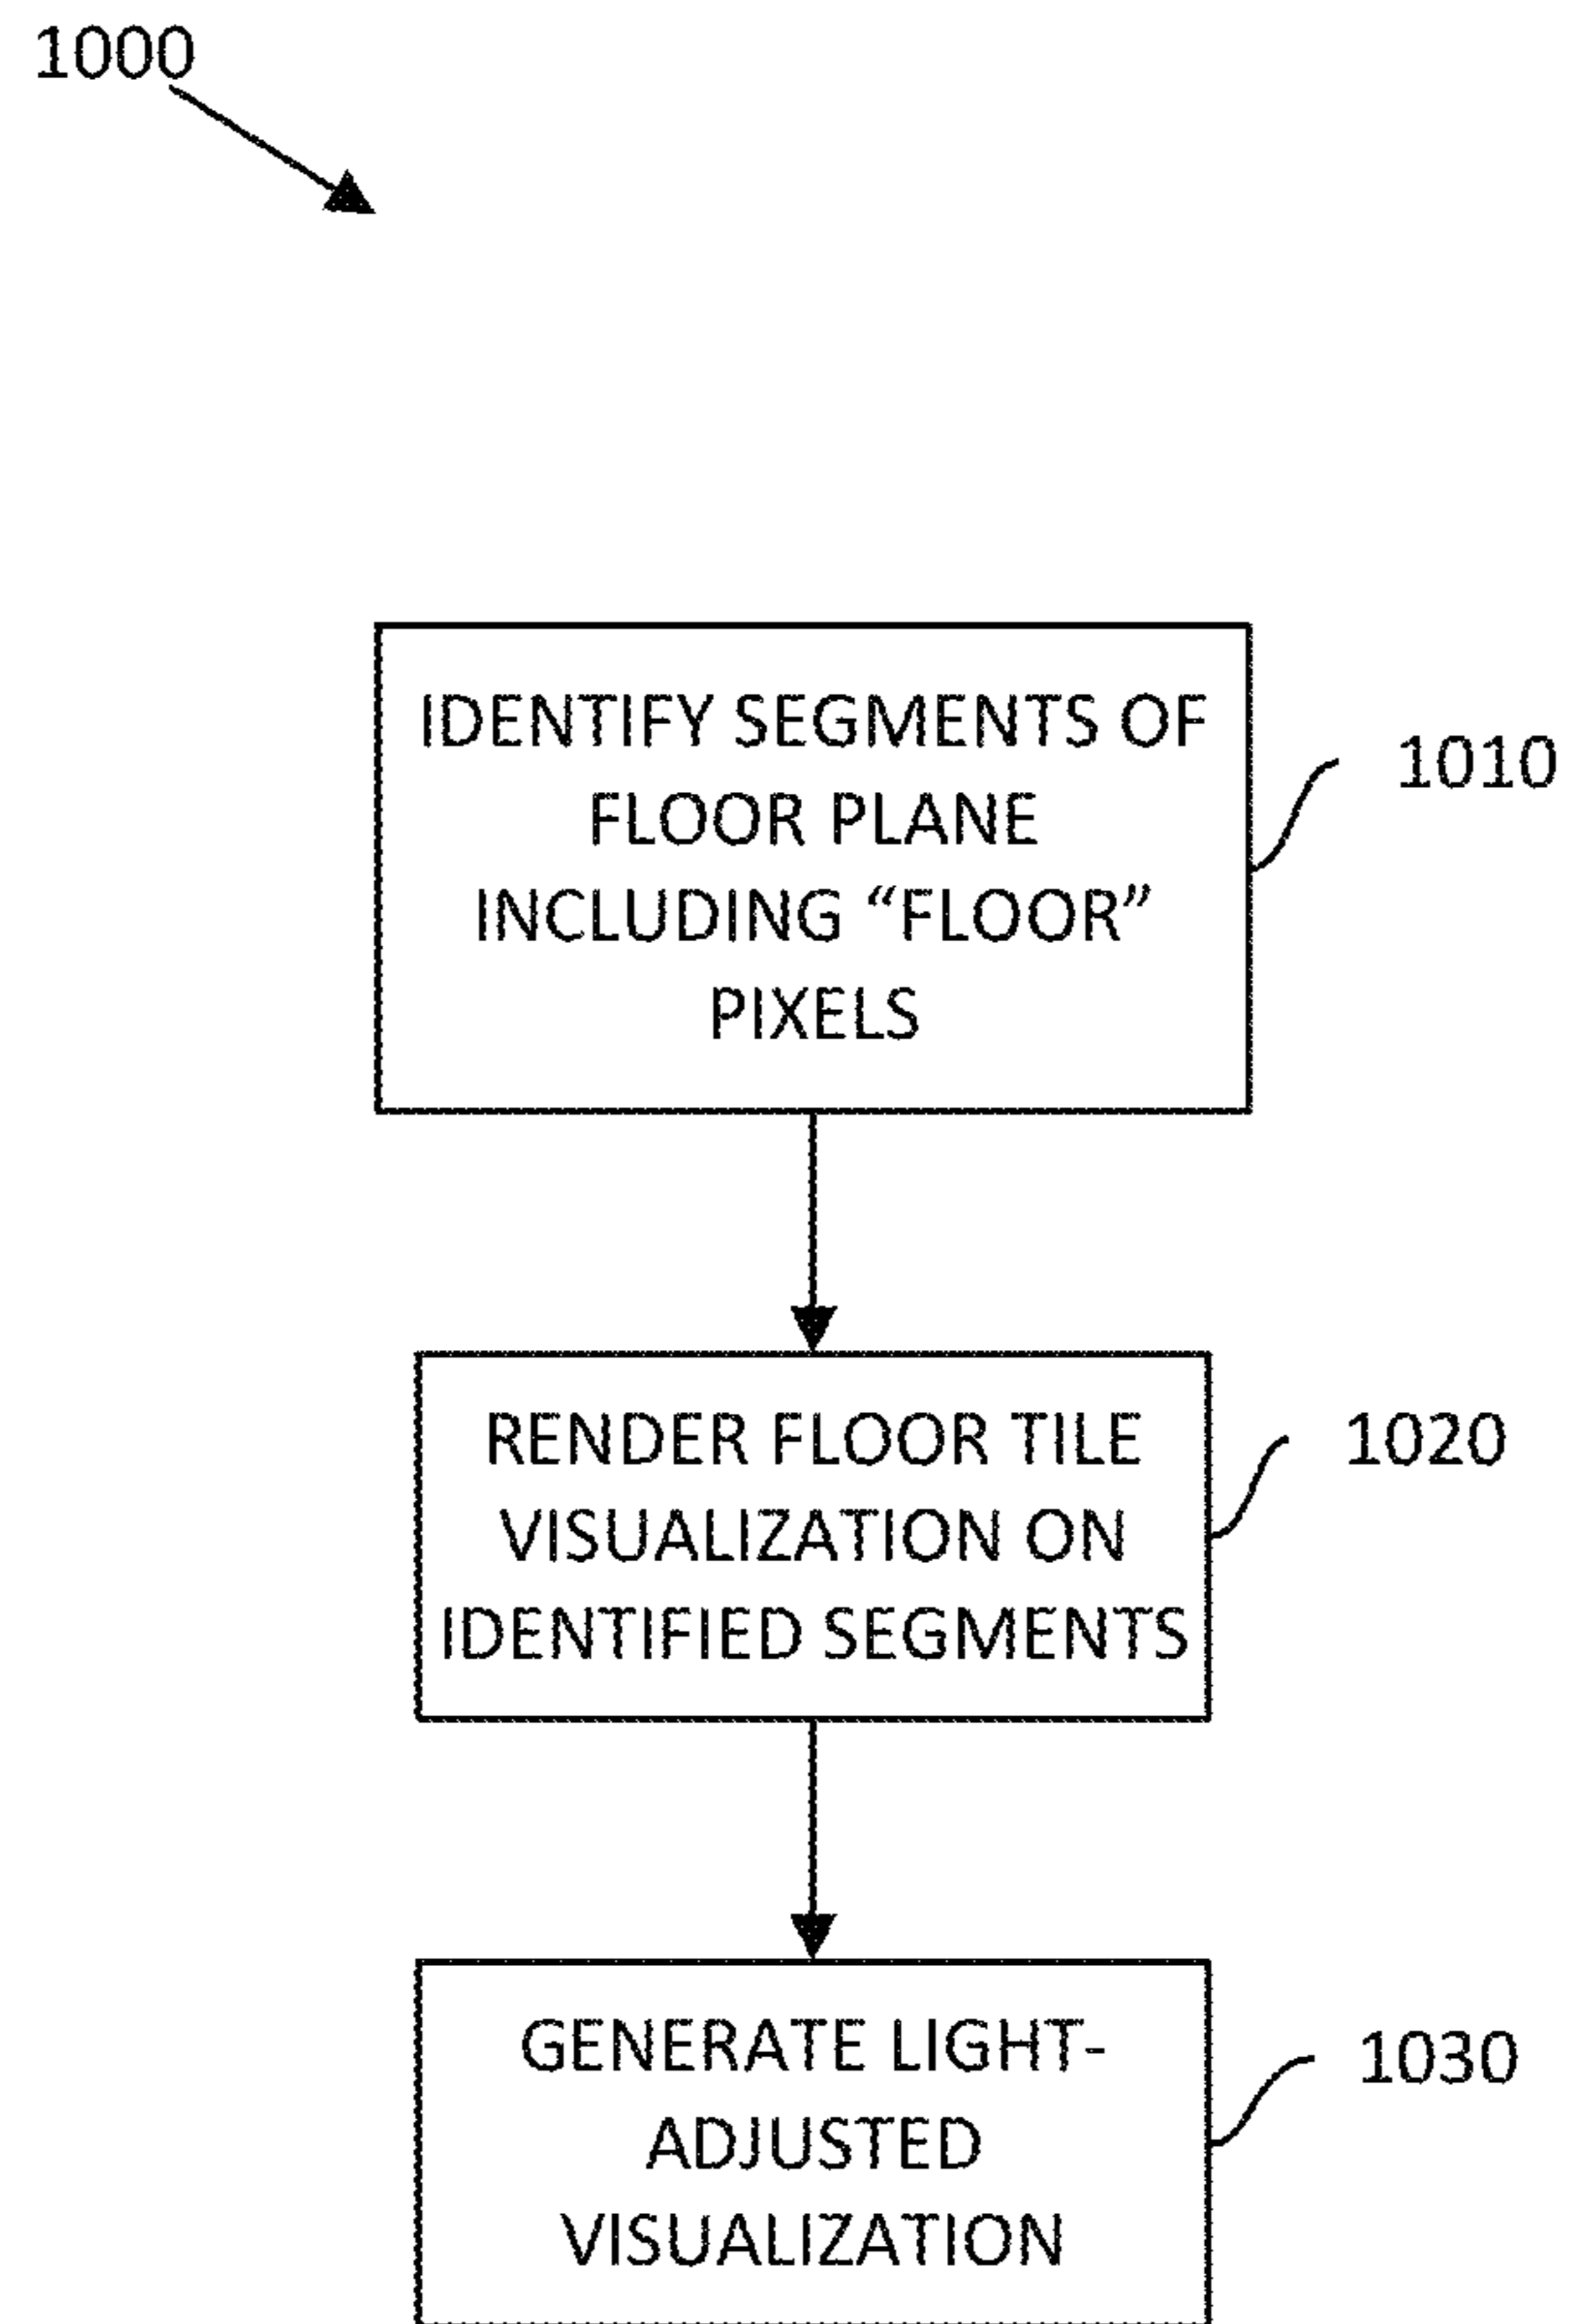 1000
IDENTIFY SEGMENTS OF
FLOOR PLANE
INCLUDING “FLOOR”
PIXELS
1010
RENDER FLOOR TILE
VISUALIZATION ON
IDENTIFIED SEGMENTS
1020
GENERATE LIGHT-
ADJUSTED
VISUALIZATION
1030